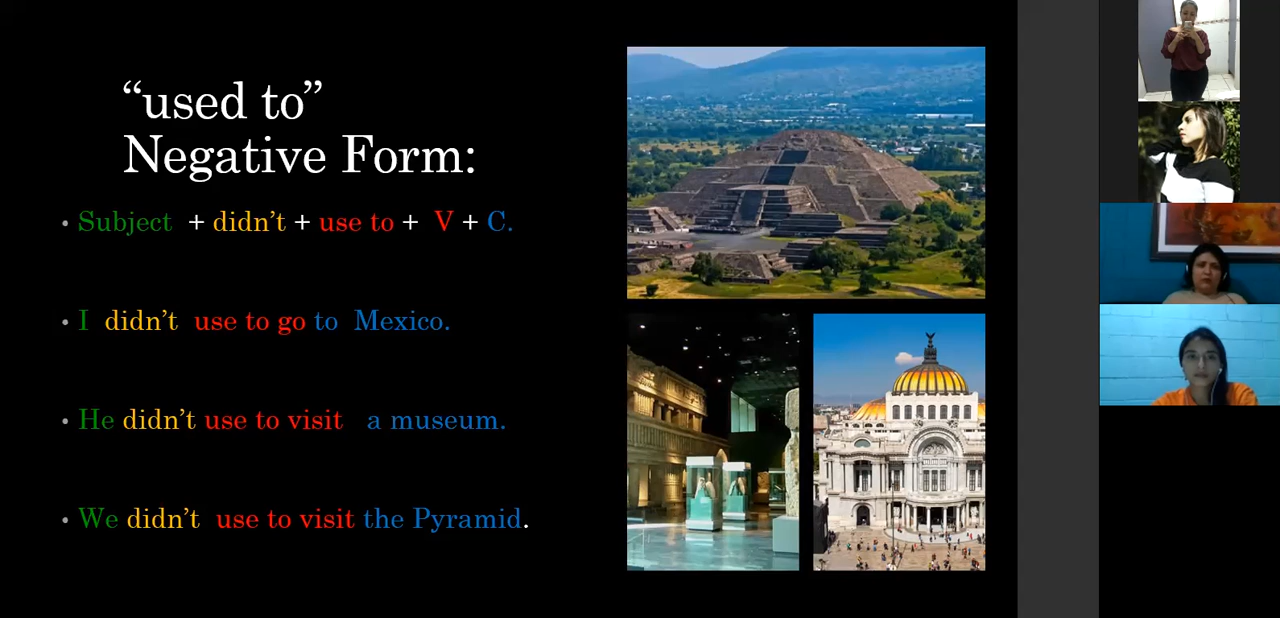 “used to”
Negative Form:
• Subject + didn’t + use to + V + C.
• I didn’t use to go to Mexico.
• He didn’t use to visit a museum.
• We didn’t use to visit the Pyramid.